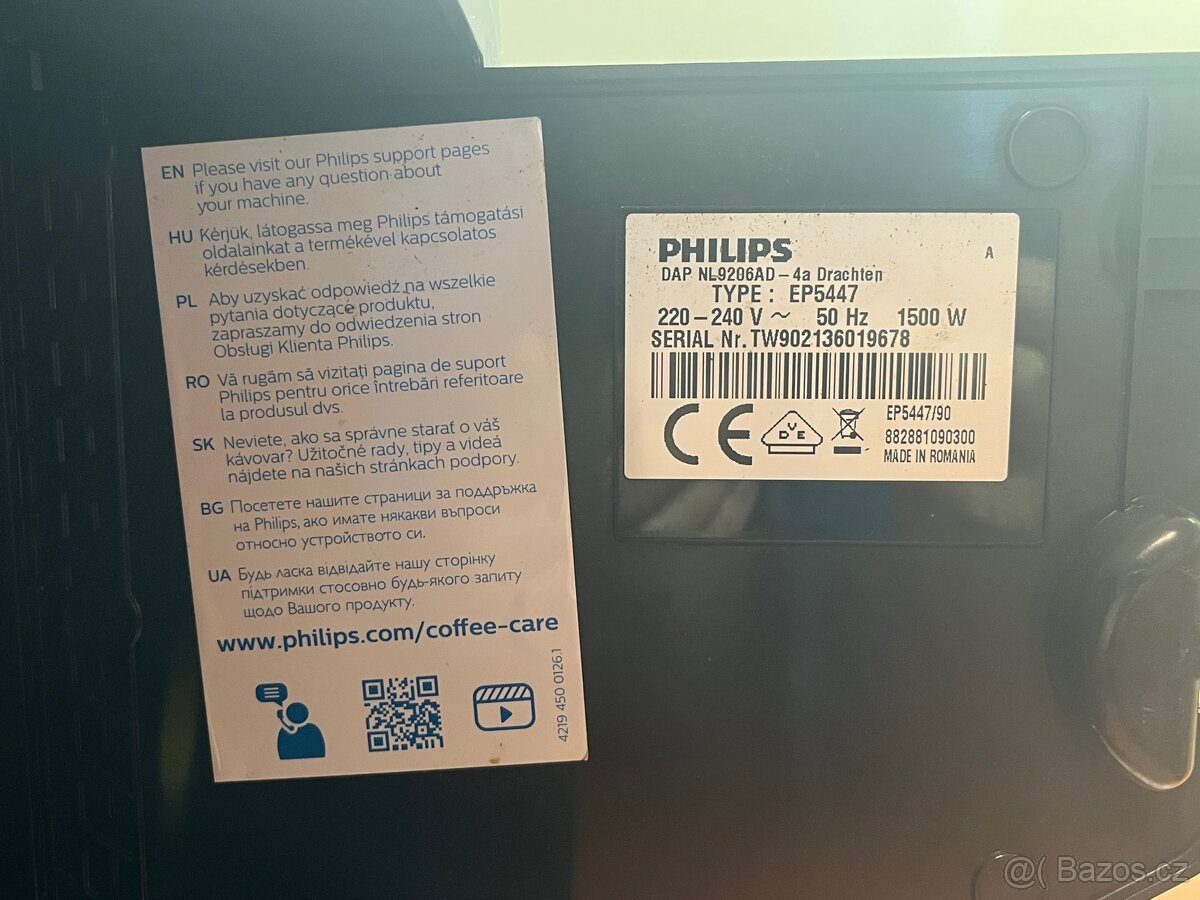 EN Please visit our Philips support pages
if you have any question about
your machine.
HU Kérjük, látogassa meg Philips támogatási
oldalainkat a termékével kapcsolatos
kérdésekben.
PL Aby uzyskać odpowiedź na wszelkie
pytania dotyczące produktu,
zapraszamy do odwiedzenia stron
Obsługi Klienta Philips.
RO Vă rugăm să vizitați pagina de suport
Philips pentru orice întrebări referitoare
la produsul dvs.
SK Neviete, ako sa správne starať o váš
kávovar? Užitočné rady, tipy a videá
nájdete na našich stránkach podpory.
BG Посетете нашите страници за поддръжка
на Philips, ако имате някакви въпроси
относно устройството си.
UA Будь ласка відвідайте нашу сторінку
підтримки стосовно будь-якого запиту
щодо Вашого продукту.
www.philips.com/coffee-care
4219 450 0126.1
PHILIPS A
DAP NL9206AD-4a Drachten
TYPE : EP5447
220-240 V ~ 50 Hz 1500 W
SERIAL Nr. TW902136019678
CE VDE EP5447/90
882881090300
MADE IN ROMANIA
@( Bazos.cz